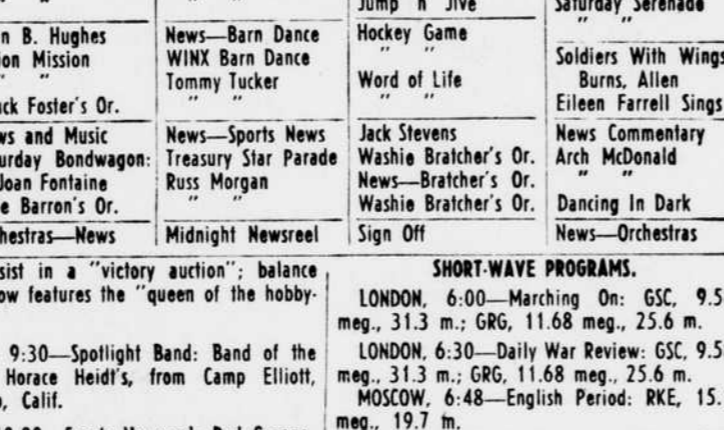 n B. Hughes
ion Mission
" "
ck Foster's Or.
ws and Music
urday Bondwagon:
Joan Fontaine
e Barron's Or.
hestras—News
News—Barn Dance
WINX Barn Dance
Tommy Tucker
" "
News—Sports News
Treasury Star Parade
Russ Morgan
" "
Midnight Newsreel
Jump 'n' Jive
Hockey Game
" "
Word of Life
" "
Jack Stevens
Washie Bratcher's Or.
News—Bratcher's Or.
Washie Bratcher's Or.
Sign Off
Saturday Serenade
" "
Soldiers With Wings
Burns, Allen
Eileen Farrell Sings
News Commentary
Arch McDonald
" "
Dancing In Dark
News—Orchestras
sist in a "victory auction"; balance
ow features the "queen of the hobby-
9:30—Spotlight Band: Band of the
Horace Heidt's, from Camp Elliott,
, Calif.
SHORT-WAVE PROGRAMS.
LONDON, 6:00—Marching On: GSC, 9.5
meg., 31.3 m.; GRG, 11.68 meg., 25.6 m.
LONDON, 6:30—Daily War Review: GSC, 9.5
meg., 31.3 m.; GRG, 11.68 meg., 25.6 m.
MOSCOW, 6:48—English Period: RKE, 15.
meg., 19.7 m.